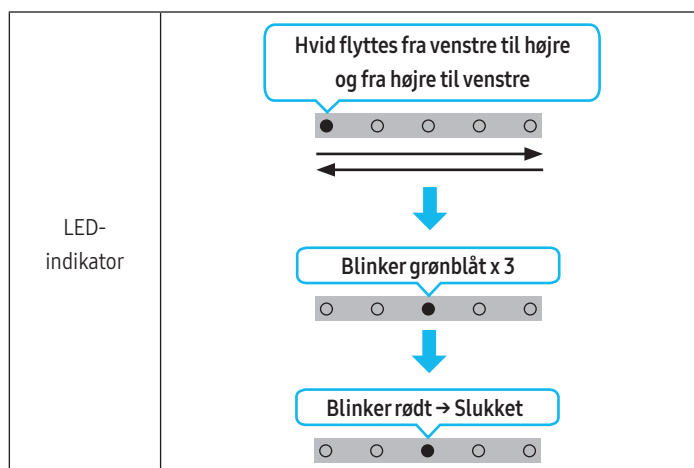 LED-
indikator
Hvid flyttes fra venstre til højre
og fra højre til venstre
Blinker grønblåt x 3
Blinker rødt → Slukket